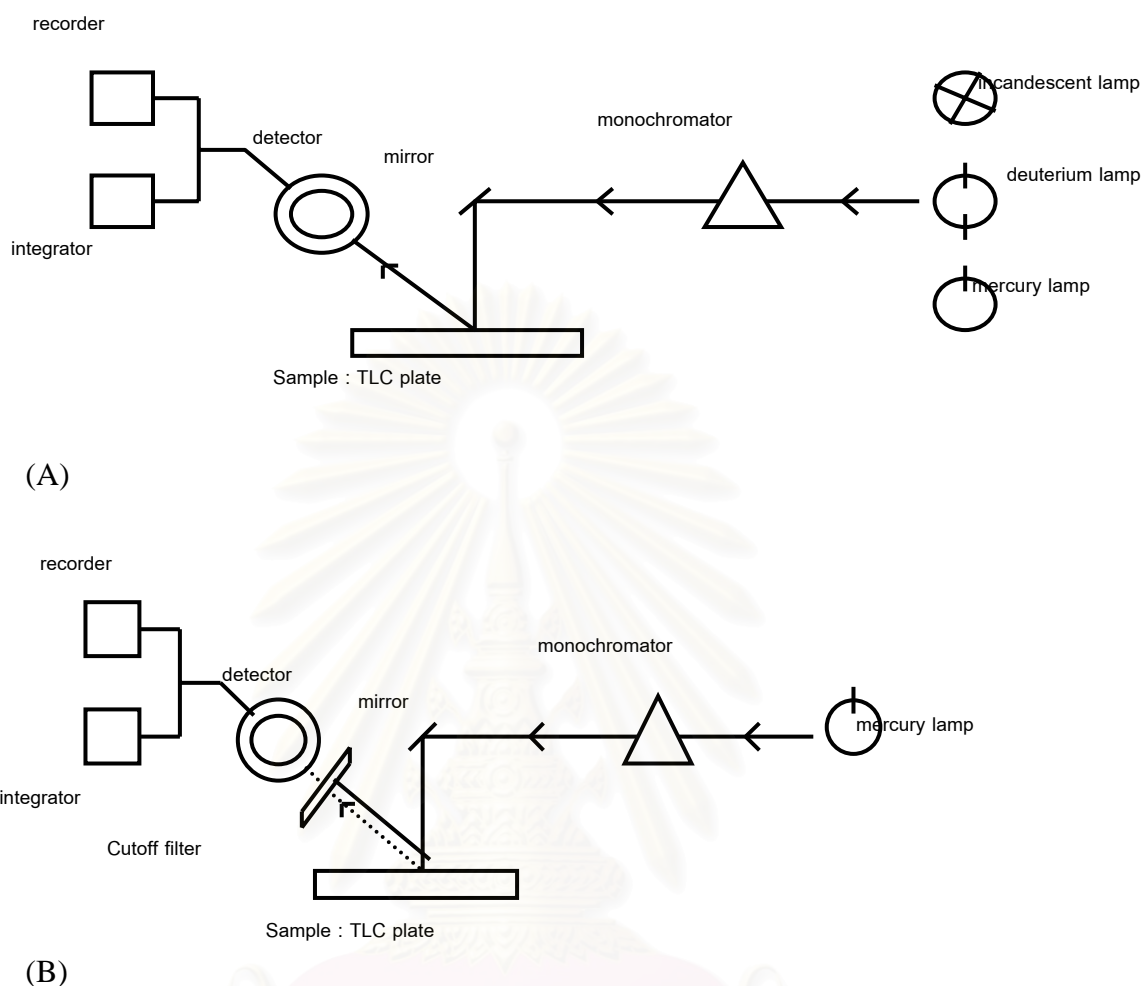 recorder
incandescent lamp
monochromator
detector
mirror
deuterium lamp
integrator
mercury lamp
Sample : TLC plate
(A)
recorder
monochromator
detector
mirror
mercury lamp
integrator
Cutoff filter
Sample : TLC plate
(B)